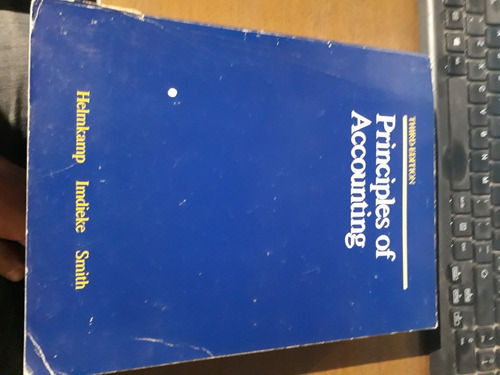 THIRD EDITION
Principles of
Accounting
Helmkamp Imdieke Smith